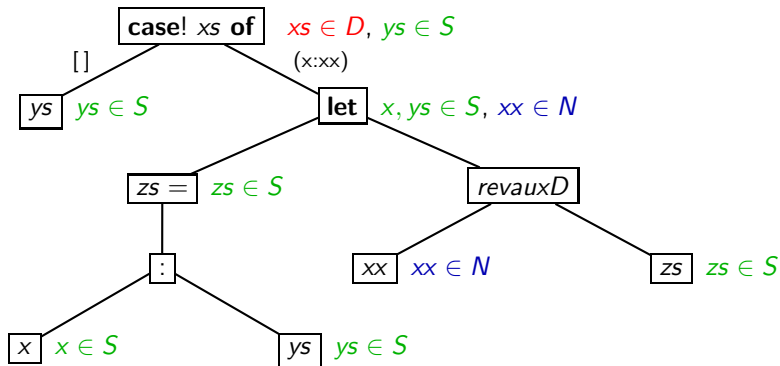 case! xs of xs ∈ D, ys ∈ S
[ ] (x:xx)
ys ys ∈ S let x, ys ∈ S, xx ∈ N
zs = zs ∈ S revauxD
: xx xx ∈ N zs zs ∈ S
x x ∈ S ys ys ∈ S